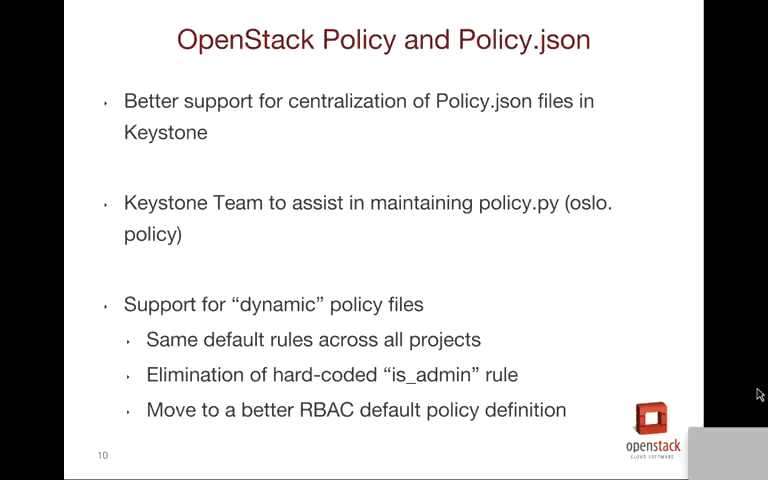 OpenStack Policy and Policy.json
Better support for centralization of Policy.json files in
Keystone
Keystone Team to assist in maintaining policy.py (oslo.
policy)
Support for “dynamic” policy files
Same default rules across all projects
Elimination of hard-coded “is_admin” rule
Move to a better RBAC default policy definition
10
openstack
CLOUD SOFTWARE